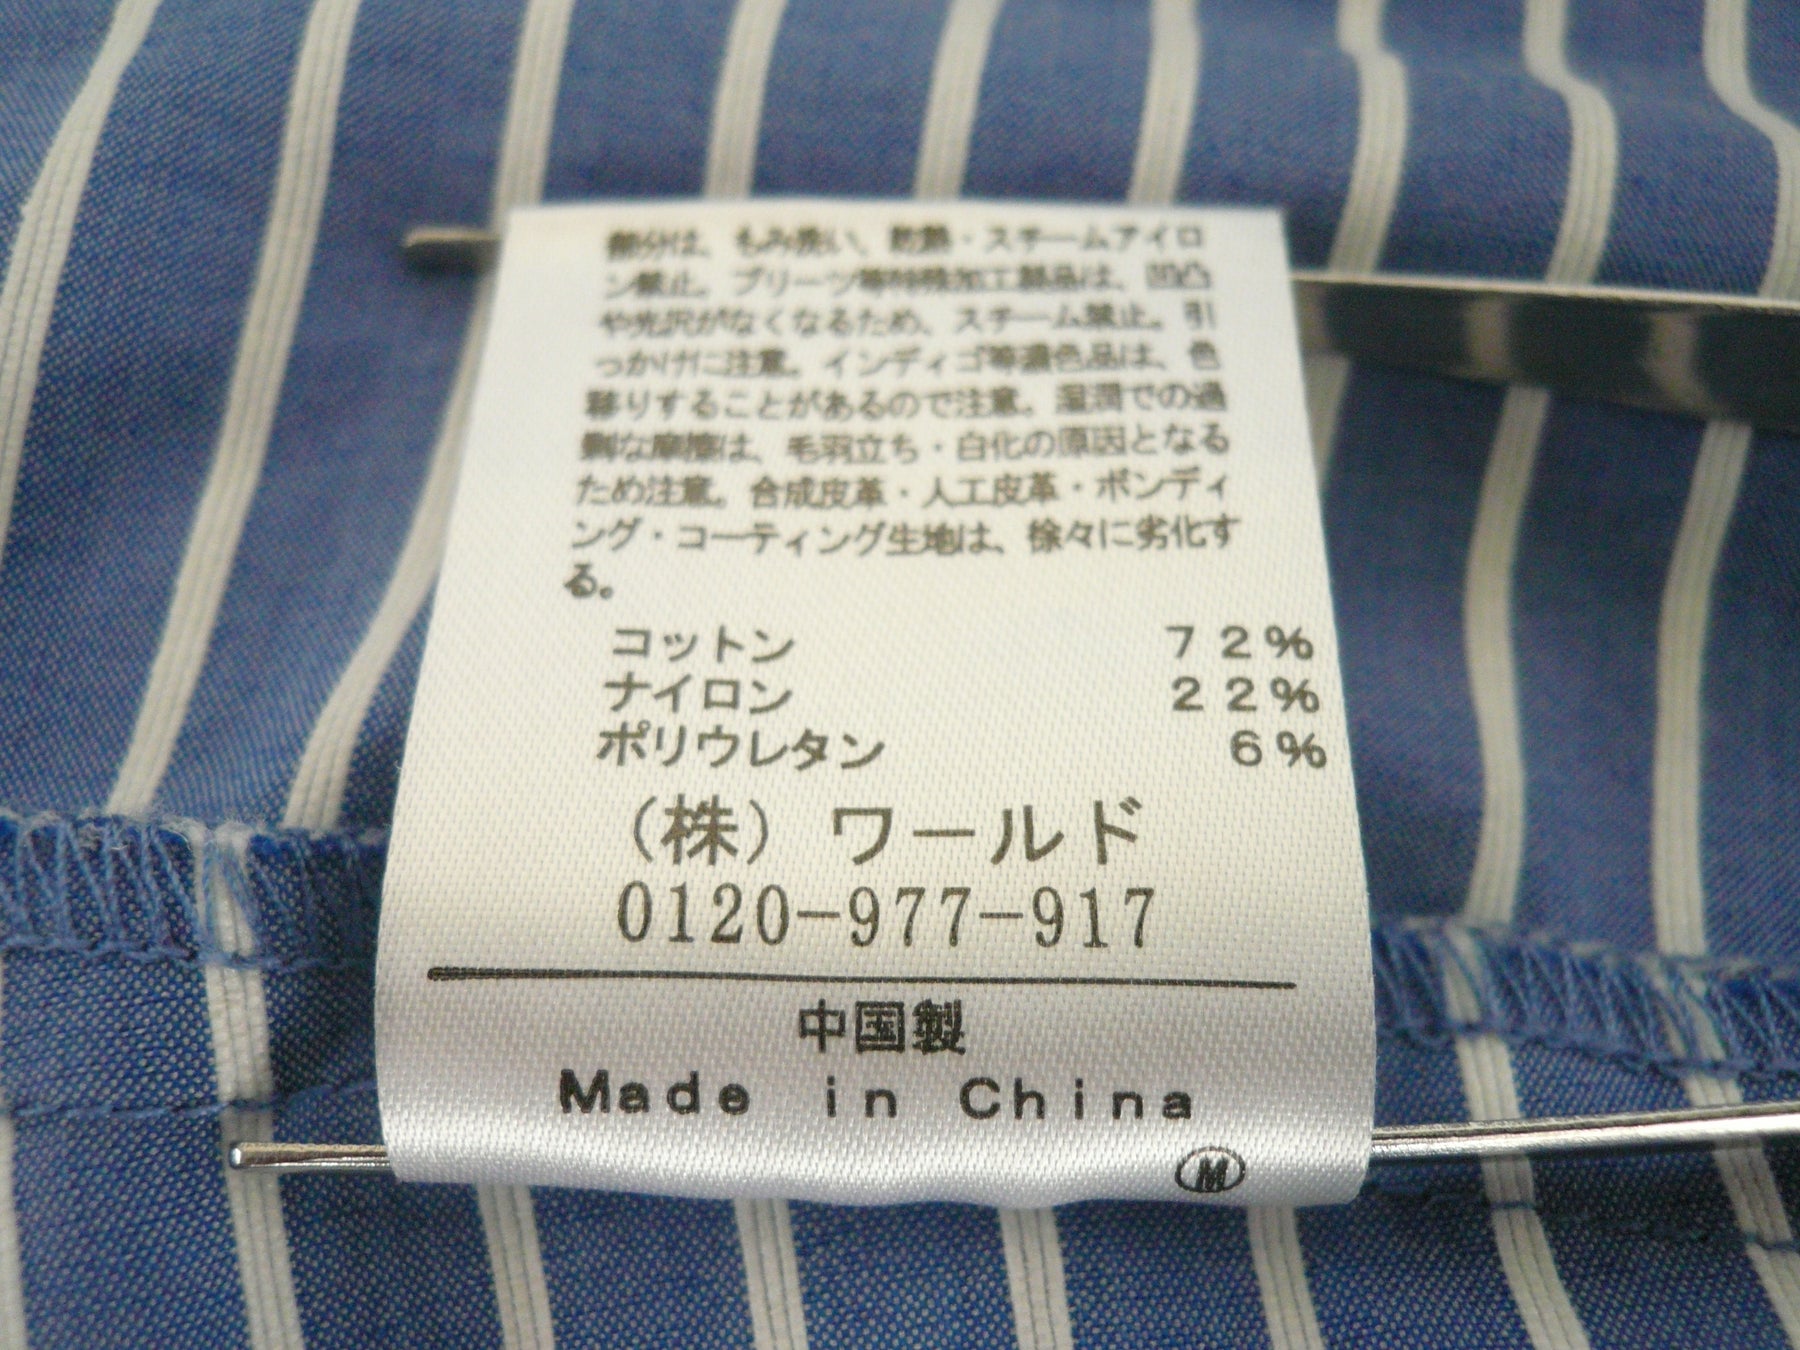 部分は、もみ洗い、防熱・スチームアイロ
ン禁止。プリーツ等特殊加工製品は、凹凸
や光沢がなくなるため、スチーム禁止。引
っかけに注意。インディゴ等濃色品は、色
移りすることがあるので注意。湿潤での過
剰な摩擦は、毛羽立ち・白化の原因となる
ため注意。合成皮革・人工皮革・ボンディ
ング・コーティング生地は、徐々に劣化す
る。
コットン 72%
ナイロン 22%
ポリウレタン 6%
(株) ワールド
0120-977-917
中国製
Made in China
M